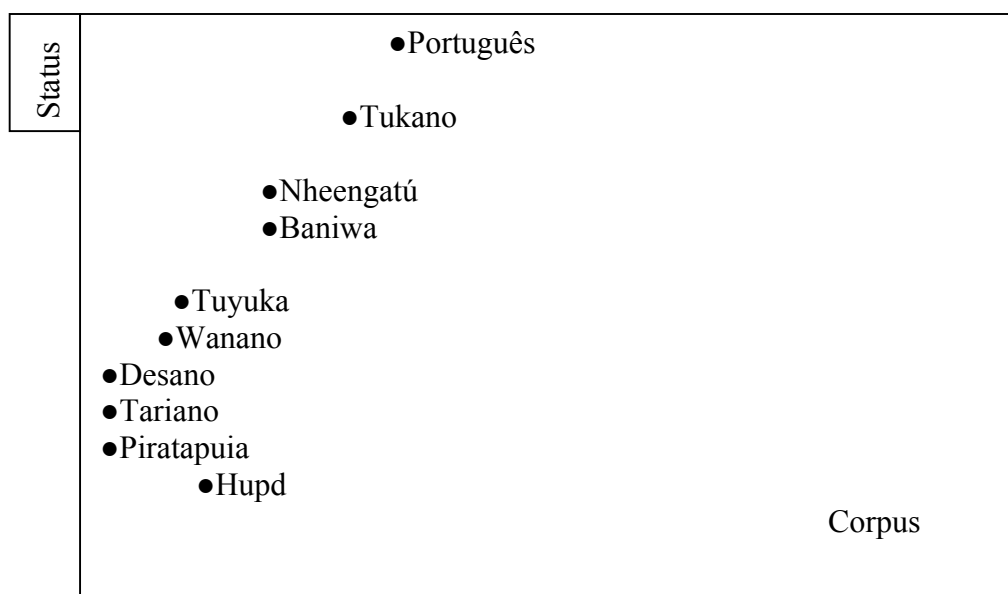 Status
●Português
●Tukano
●Nheengatú
●Baniwa
●Tuyuka
●Wanano
●Desano
●Tariano
●Piratapuia
●Hupd
Corpus